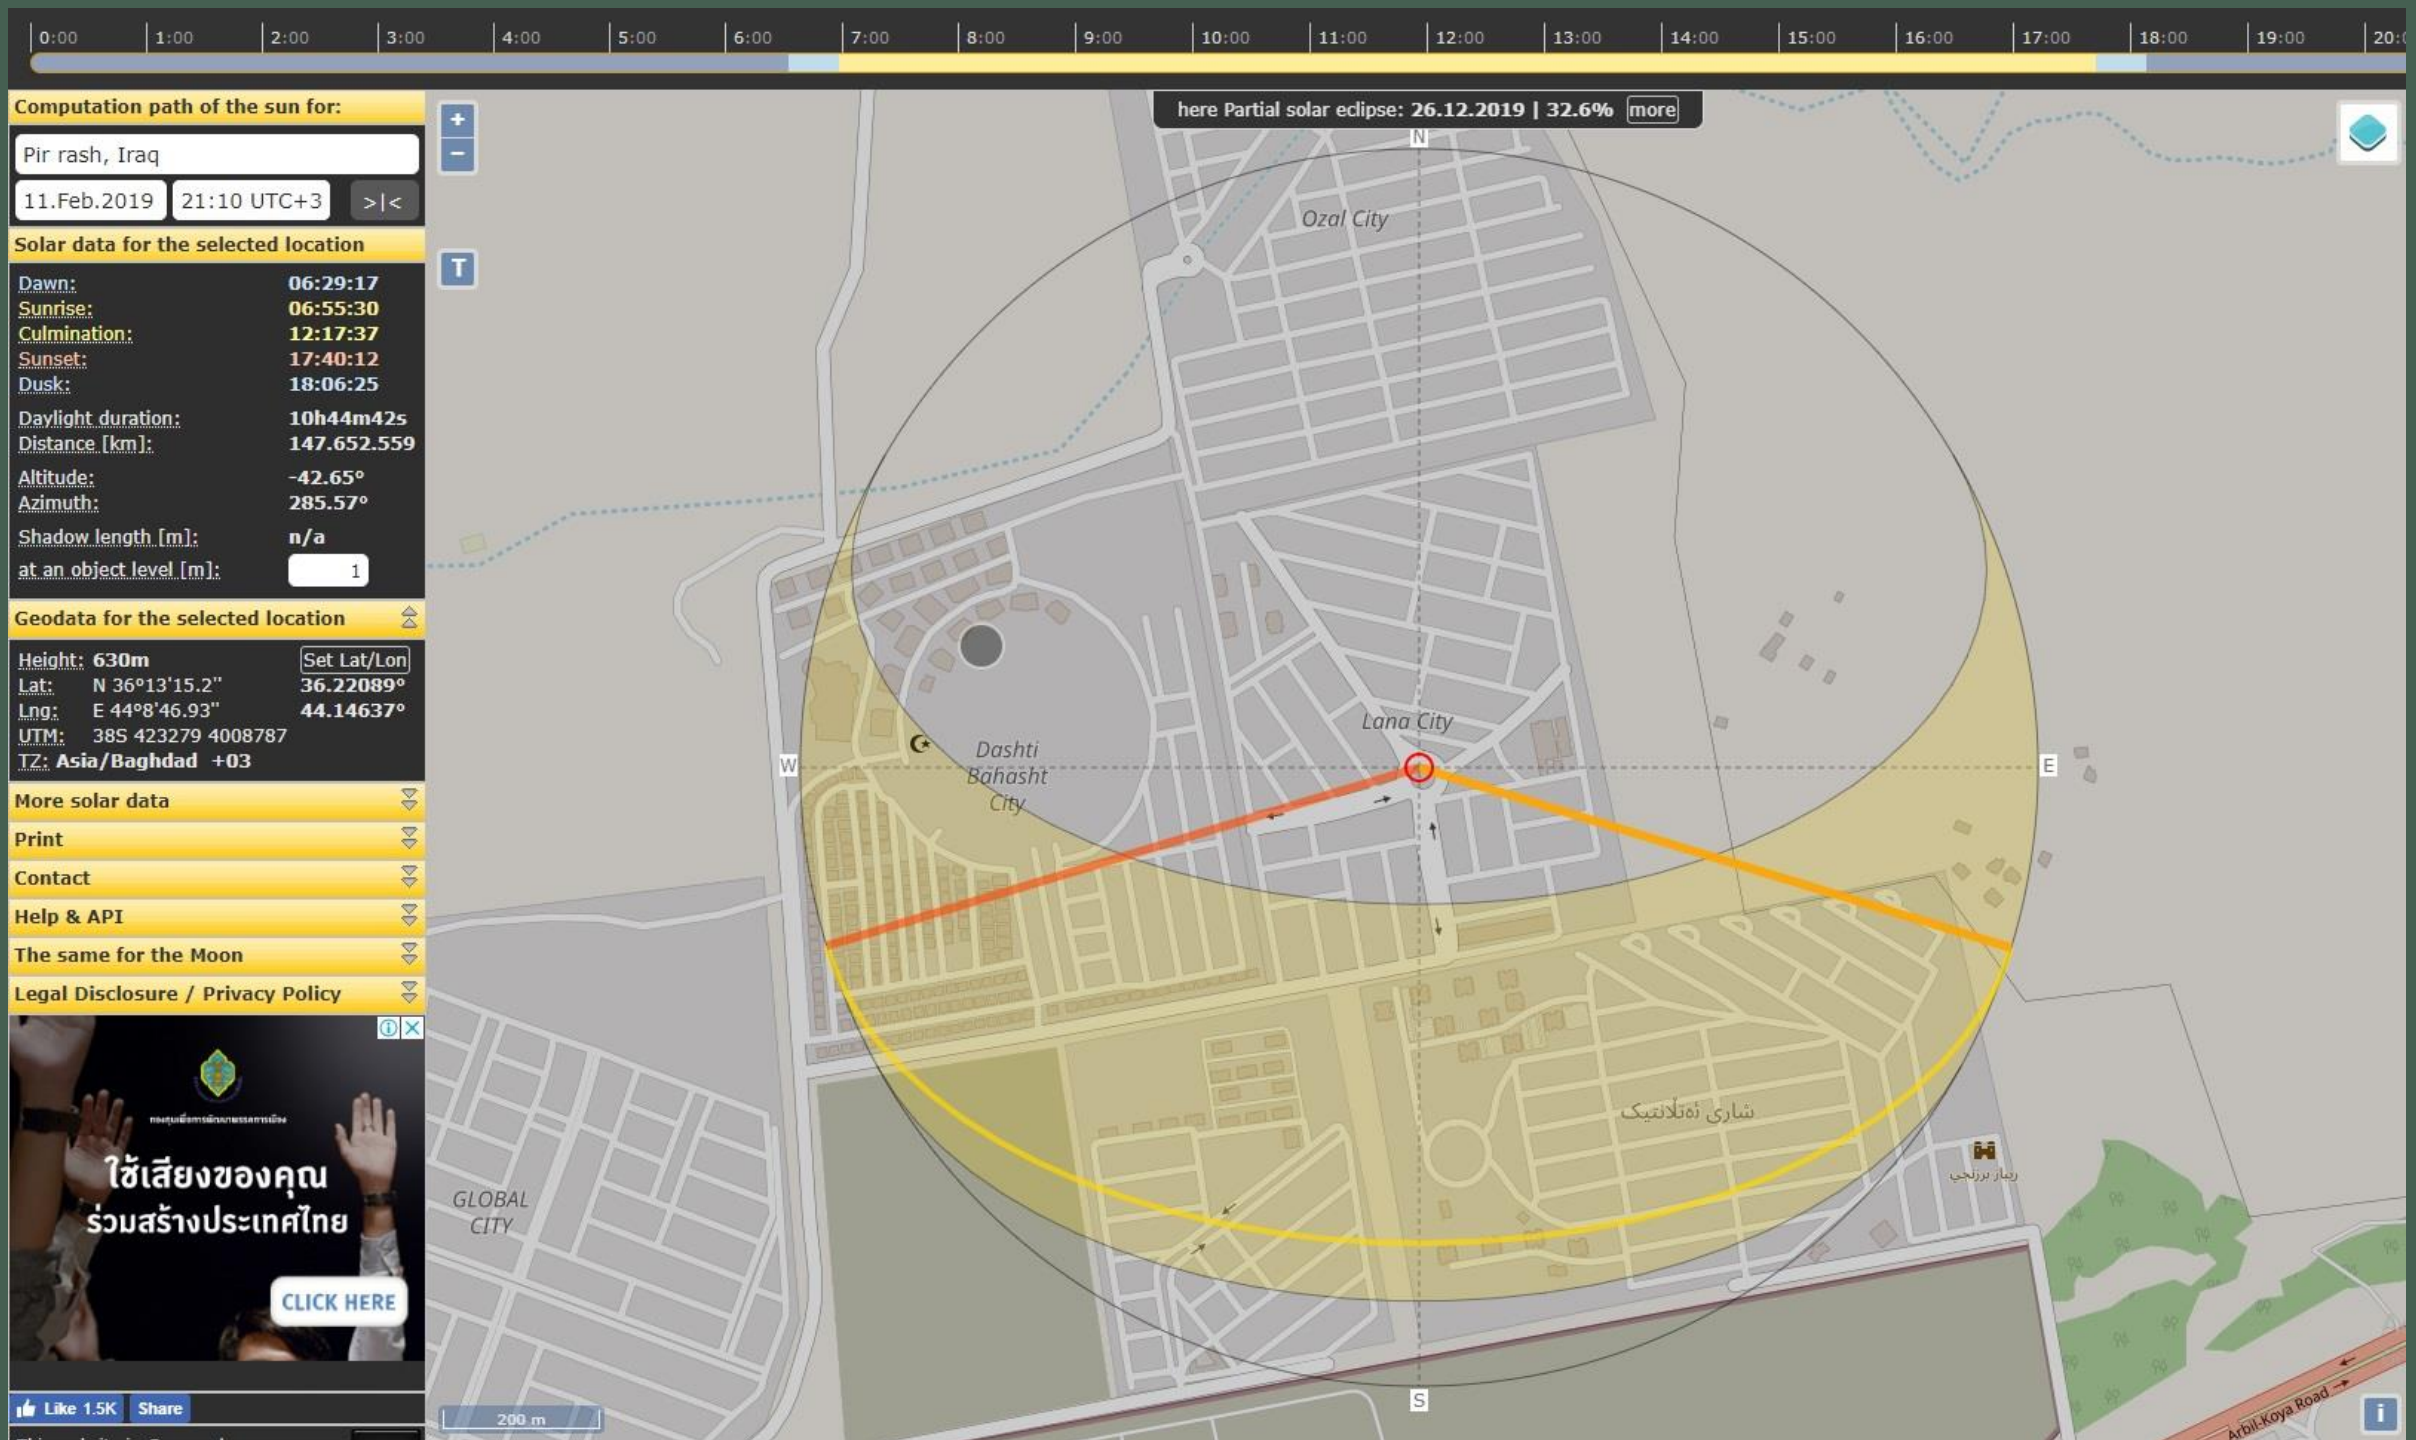 0:00 1:00 2:00 3:00 4:00 5:00 6:00 7:00 8:00 9:00 10:00 11:00 12:00 13:00 14:00 15:00 16:00 17:00 18:00 19:00
Computation path of the sun for:
Pir rash, Iraq
11.Feb.2019 21:10 UTC+3 >|<
Solar data for the selected location
Dawn: 06:29:17
Sunrise: 06:55:30
Culmination: 12:17:37
Sunset: 17:40:12
Dusk: 18:06:25
Daylight duration: 10h44m42s
Distance [km]: 147.652.559
Altitude: -42.65°
Azimuth: 285.57°
Shadow length [m]: n/a
at an object level [m]: 1
Geodata for the selected location
Height: 630m Set Lat/Lon
Lat: N 36°13'15.2" 36.22089°
Lng: E 44°8'46.93" 44.14637°
UTM: 38S 423279 4008787
TZ: Asia/Baghdad +03
More solar data
Print
Contact
Help & API
The same for the Moon
Legal Disclosure / Privacy Policy
ใช้เสียงของคุณ
ร่วมสร้างประเทศไทย
CLICK HERE
Like 1.5K Share
+
−
T
here Partial solar eclipse: 26.12.2019 | 32.6% more
N
Ozal City
Lana City
W
E
Dashti
Bahasht
City
شاری ئەتڵانتیک
ریبار برزنجي
GLOBAL
CITY
S
200 m
Arbil-Koya Road
i